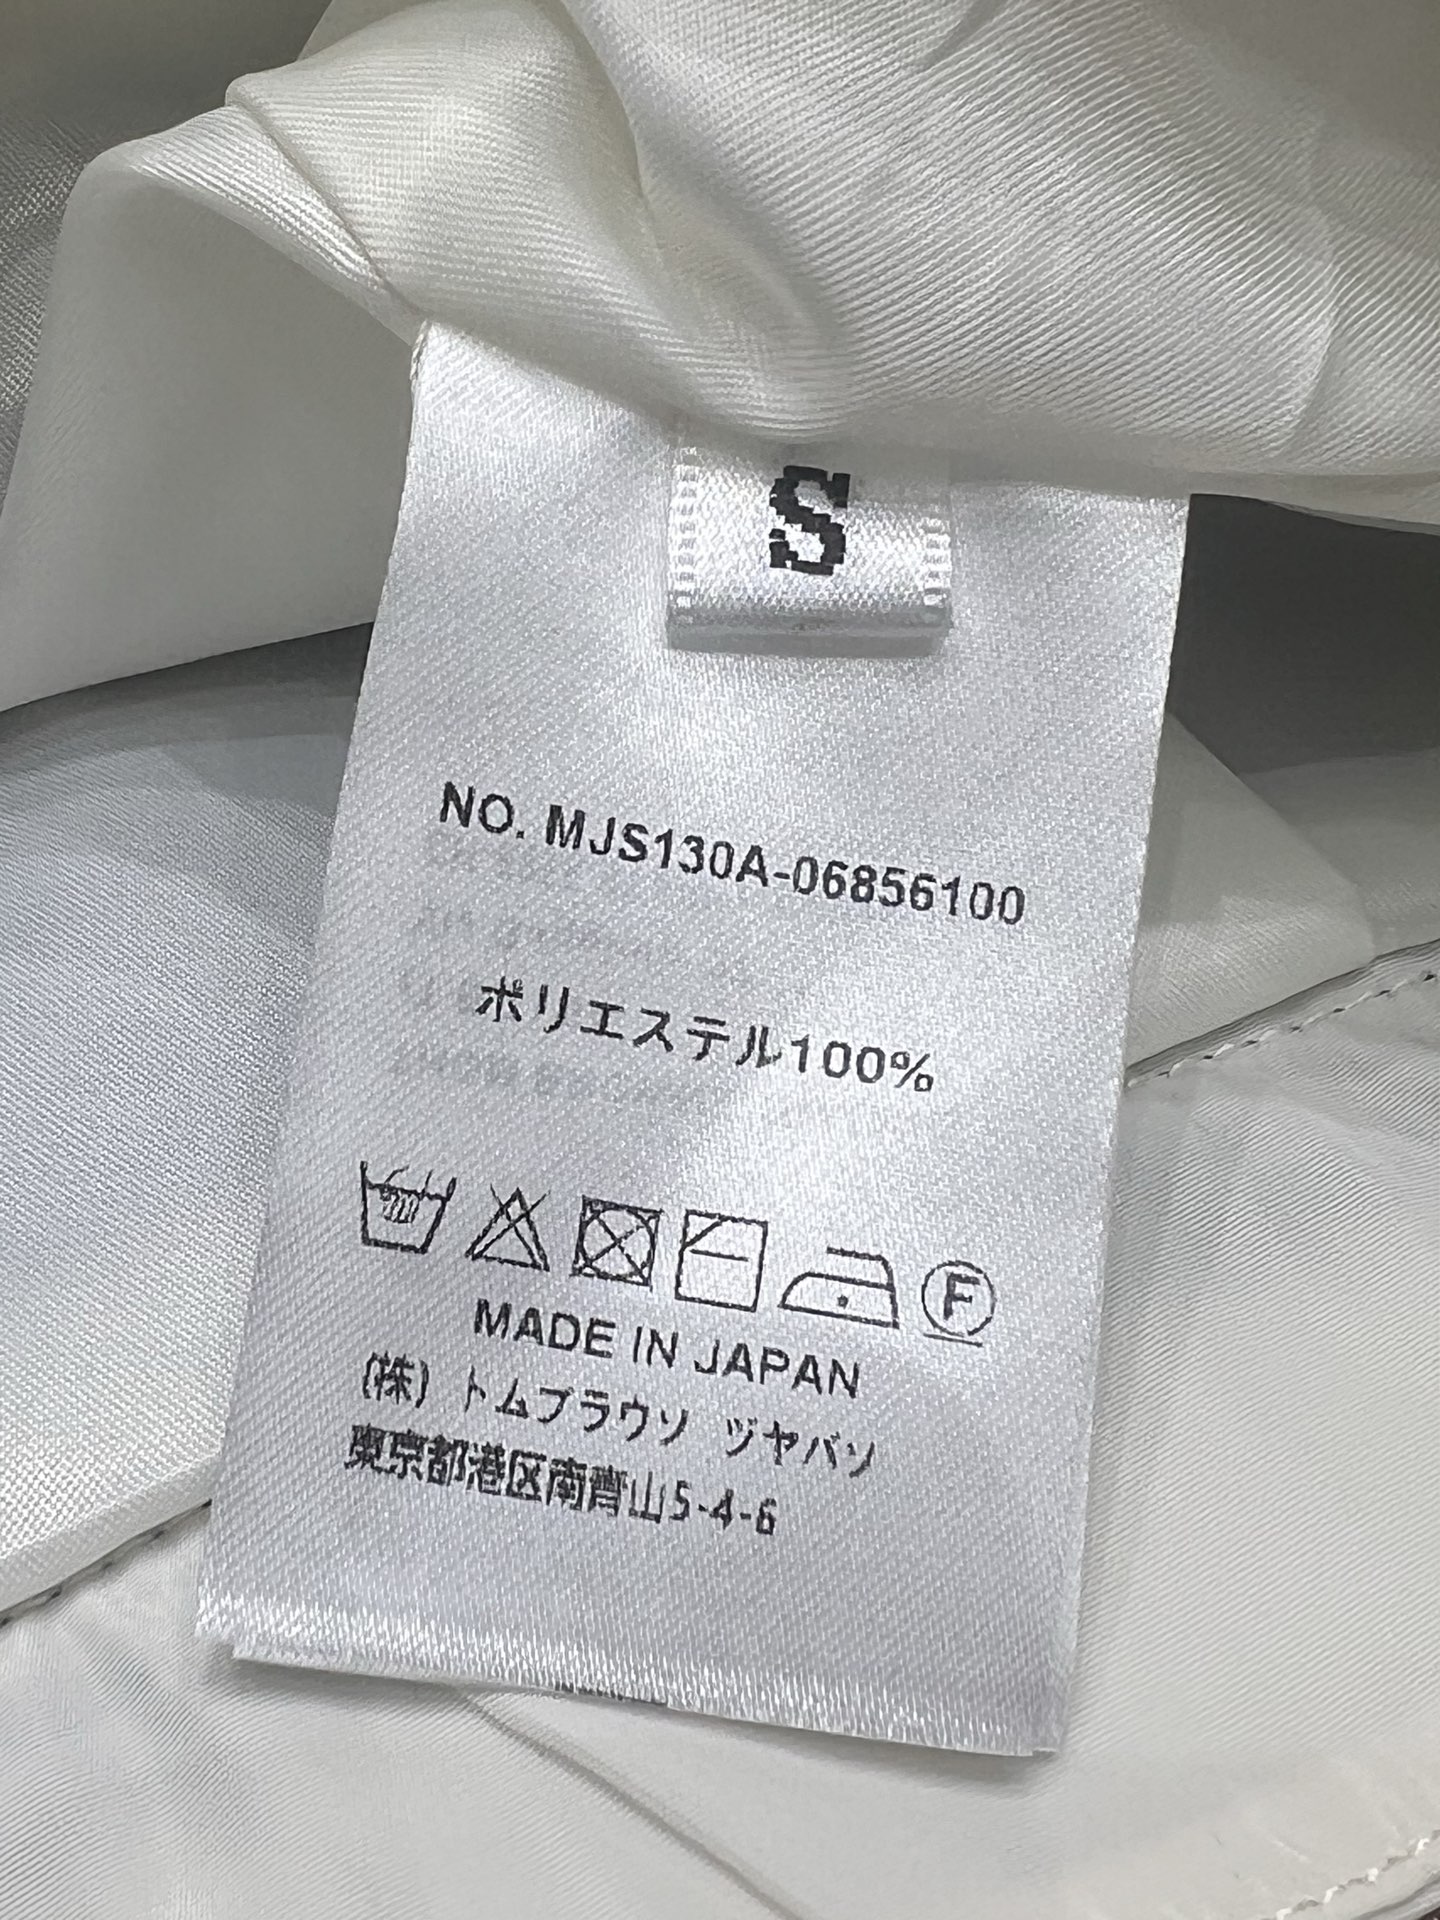 S
NO. MJS130A-06856100
ポリエステル100%
F
MADE IN JAPAN
(株) トムブラウソ ヅヤバソ
東京都港区南青山5-4-6